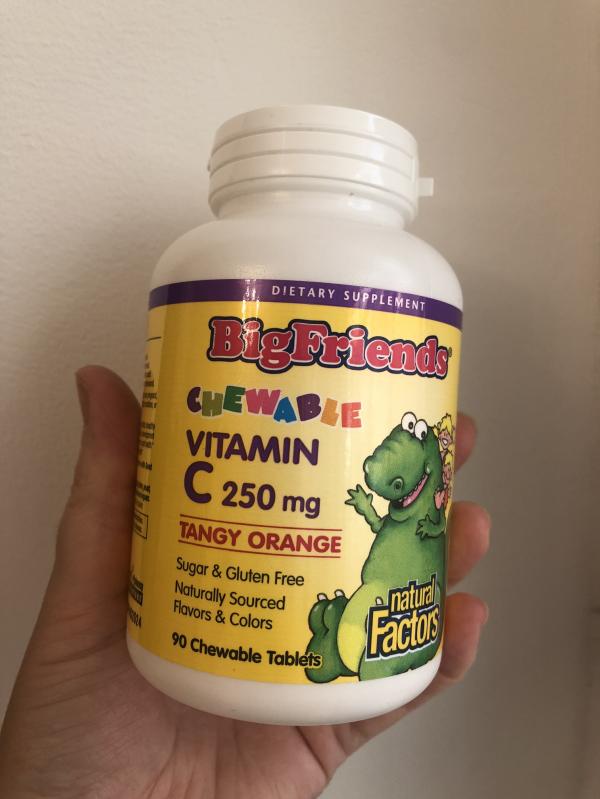 DIETARY SUPPLEMENT
BigFriends®
CHEWABLE
VITAMIN
C 250 mg
TANGY ORANGE
Sugar & Gluten Free
Naturally Sourced
Flavors & Colors
90 Chewable Tablets
natural
Factors